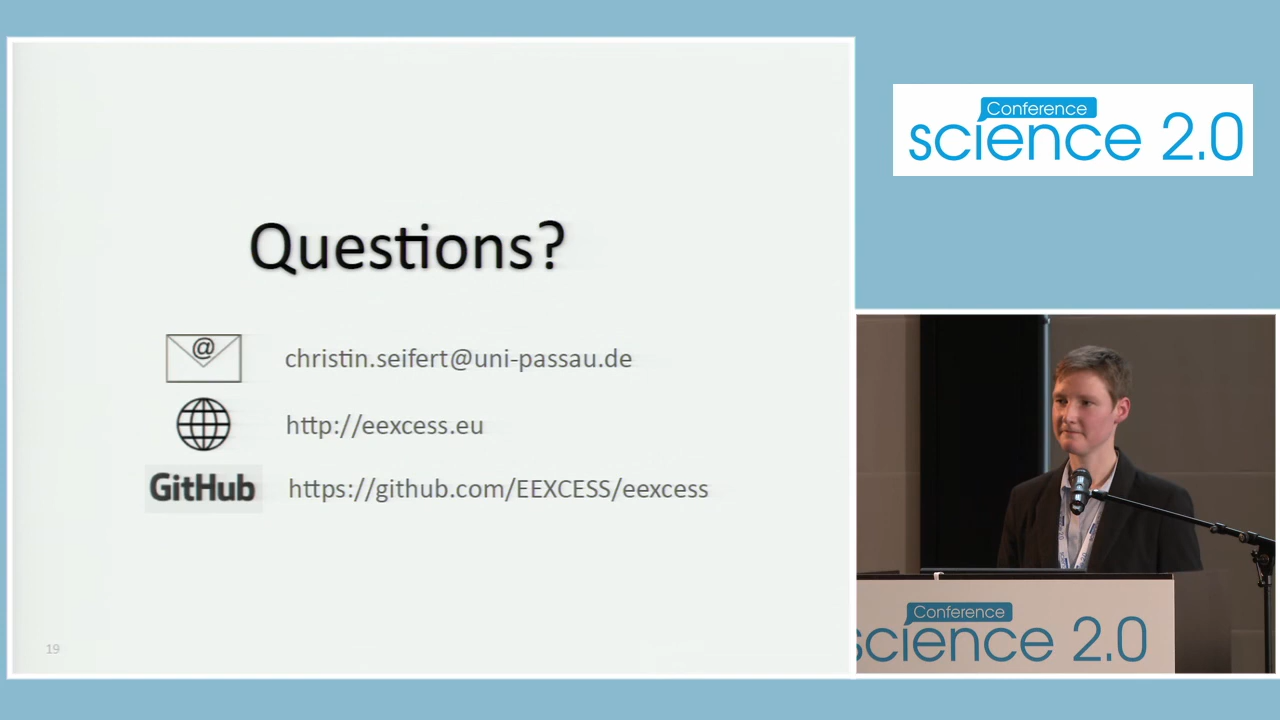 Questions?
@
christin.seifert@uni-passau.de
http://eexcess.eu
GitHub
https://github.com/EEXCESS/eexcess
19
Conference
science 2.0
Conference
science 2.0